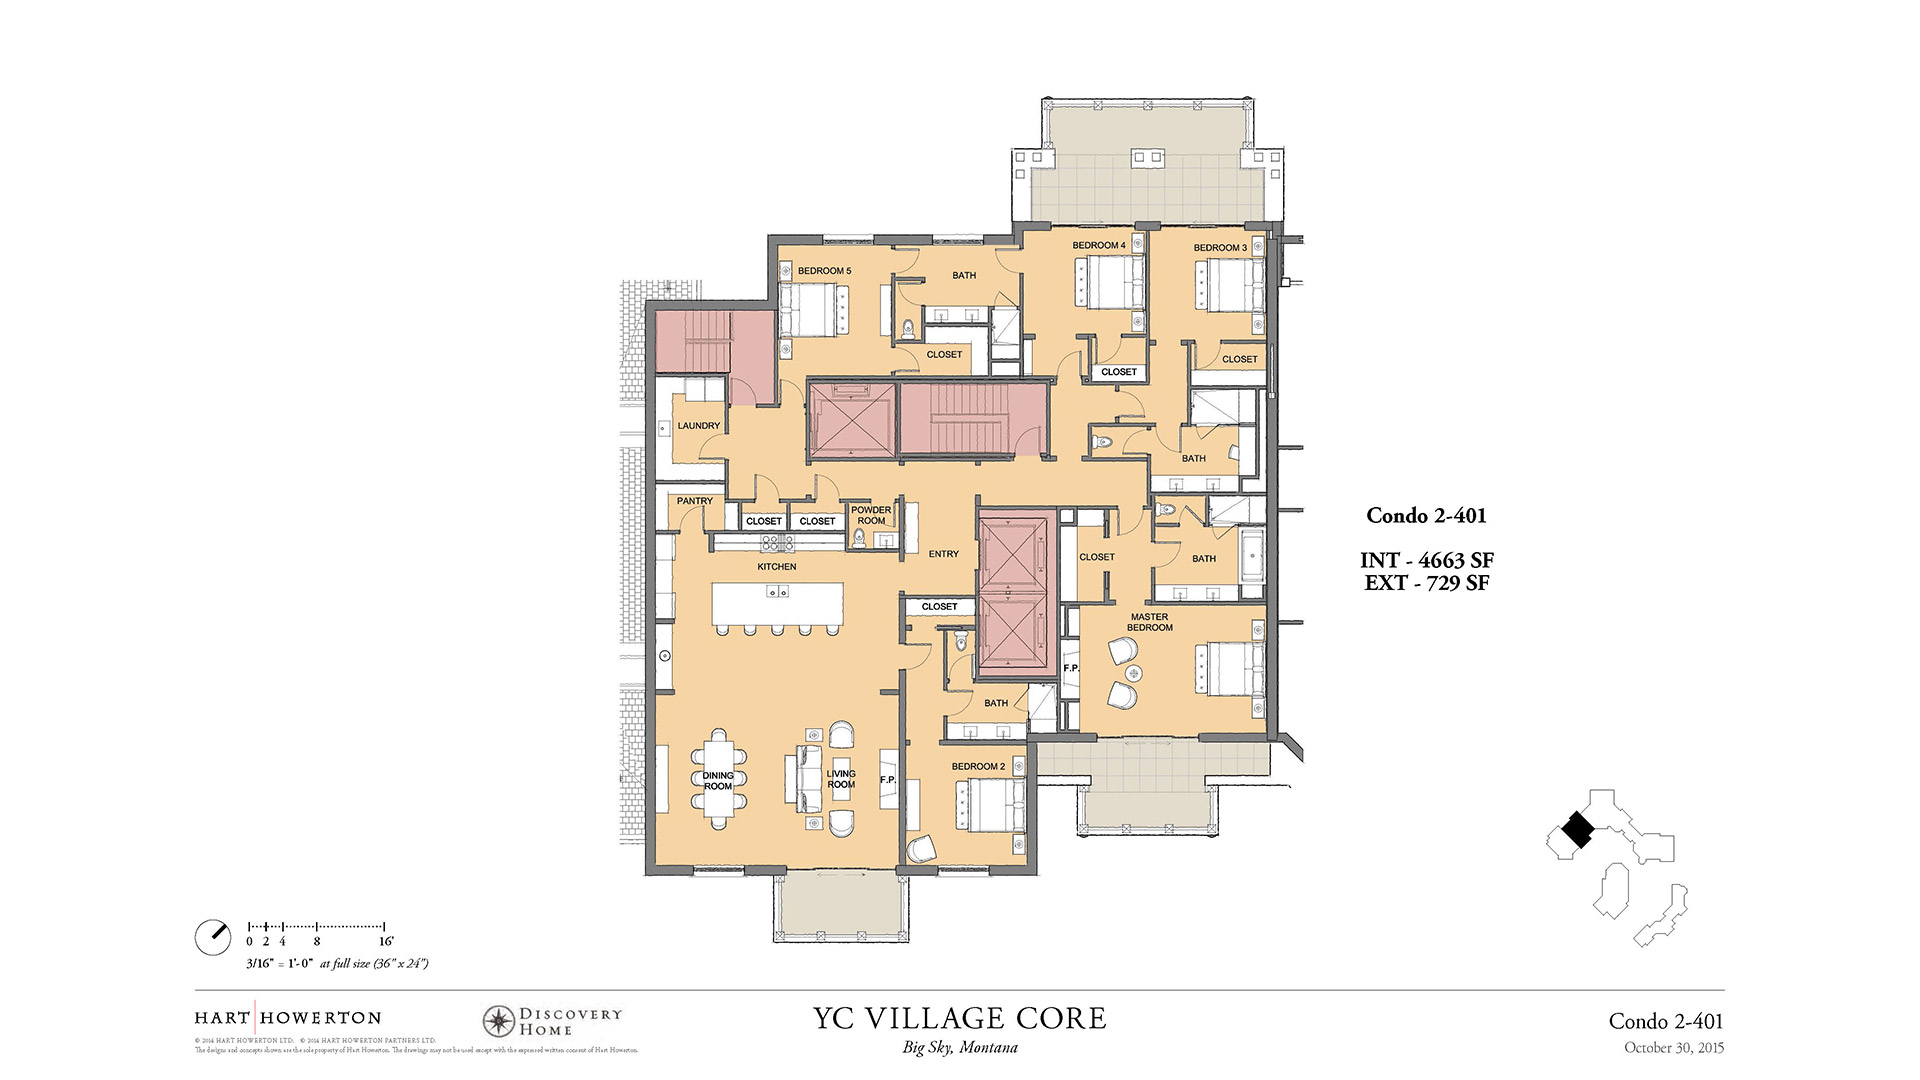 BEDROOM 4
BEDROOM 3
BEDROOM 5
BATH
CLOSET
CLOSET
CLOSET
LAUNDRY
BATH
PANTRY
CLOSET
CLOSET
POWDER
ROOM
ENTRY
CLOSET
BATH
KITCHEN
CLOSET
MASTER
BEDROOM
F.P.
BATH
BEDROOM 2
DINING
ROOM
LIVING
ROOM
F.P.
Condo 2-401
INT - 4663 SF
EXT - 729 SF
0 2 4 8 16'
3/16" = 1'-0" at full size (36" x 24")
HART HOWERTON
© 2014 HART HOWERTON LTD. © 2014 HART HOWERTON PARTNERS LTD.
The designs and concepts shown are the sole property of Hart Howerton. The drawings may not be used except with the expressed written consent of Hart Howerton.
DISCOVERY
HOME
YC VILLAGE CORE
Big Sky, Montana
Condo 2-401
October 30, 2015